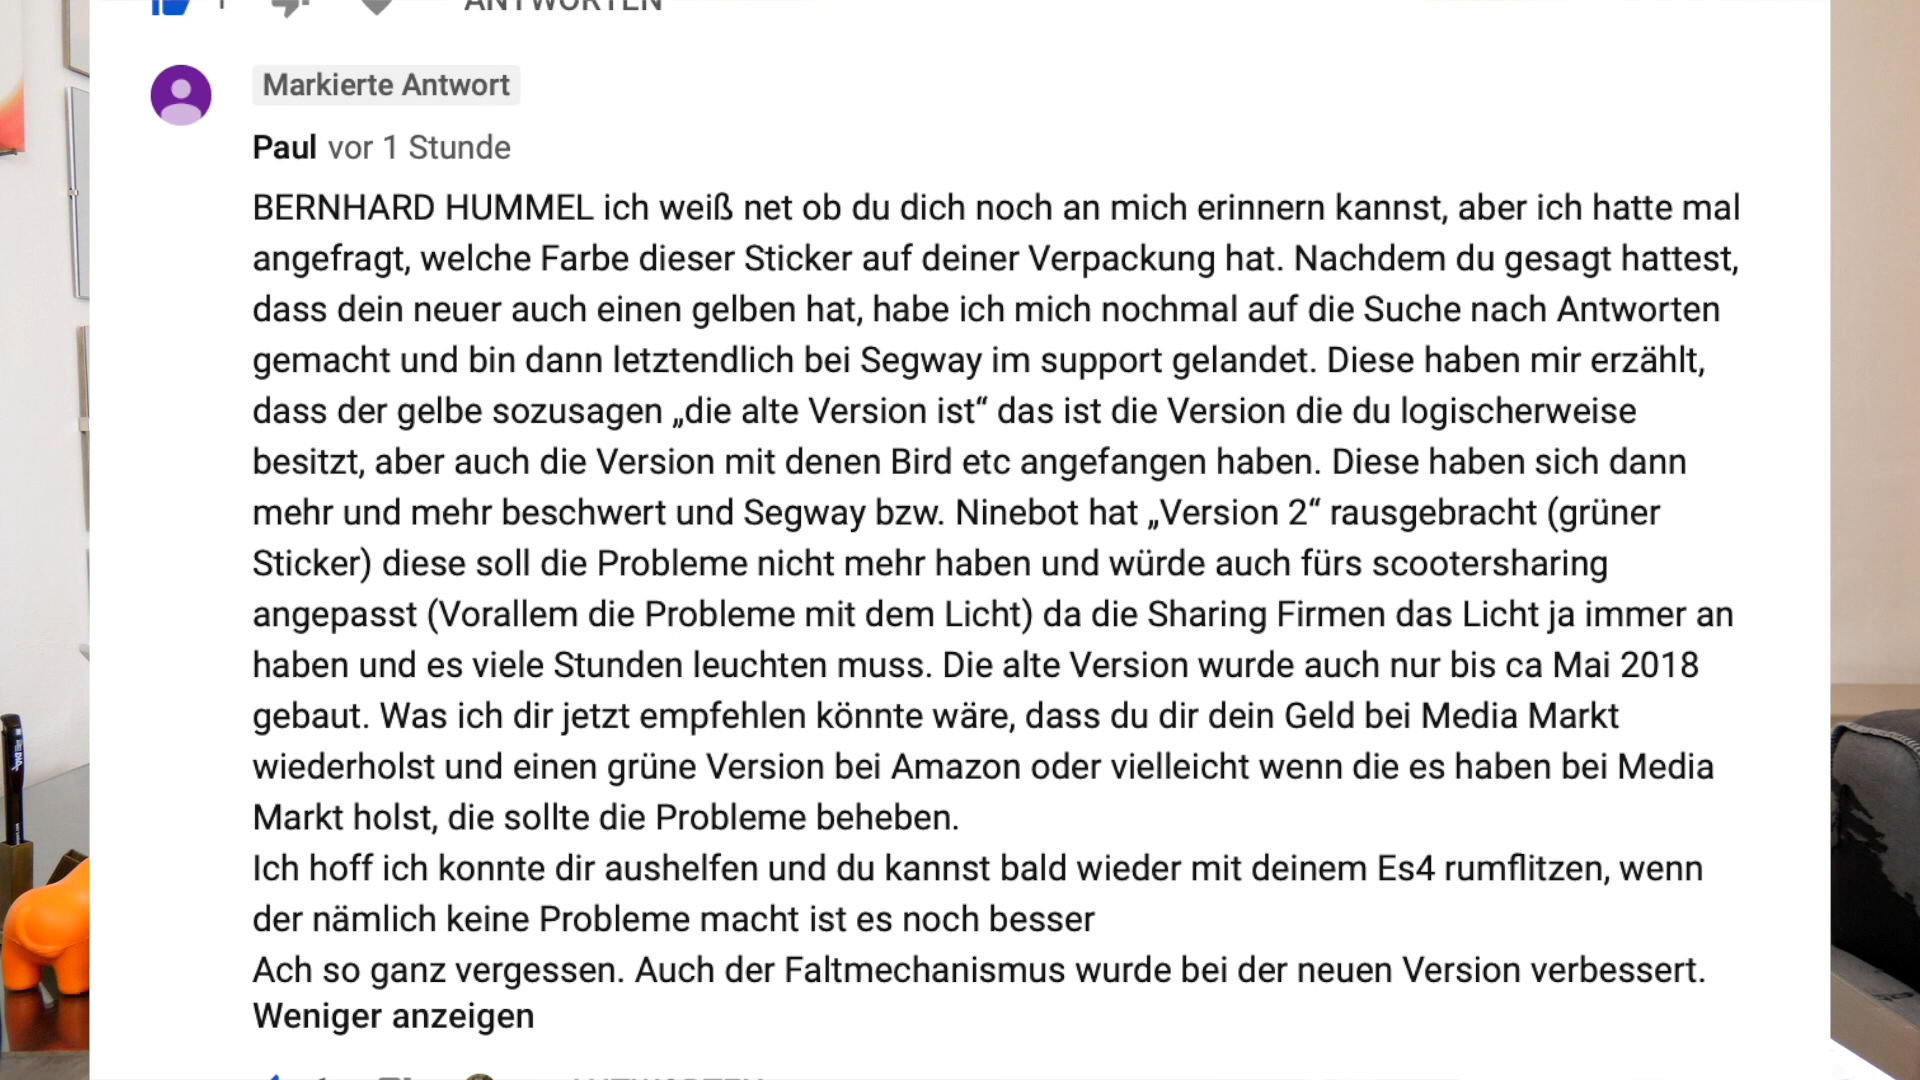 ANTWORTEN
Markierte Antwort
Paul vor 1 Stunde
BERNHARD HUMMEL ich weiß net ob du dich noch an mich erinnern kannst, aber ich hatte mal
angefragt, welche Farbe dieser Sticker auf deiner Verpackung hat. Nachdem du gesagt hattest,
dass dein neuer auch einen gelben hat, habe ich mich nochmal auf die Suche nach Antworten
gemacht und bin dann letztendlich bei Segway im support gelandet. Diese haben mir erzählt,
dass der gelbe sozusagen „die alte Version ist“ das ist die Version die du logischerweise
besitzt, aber auch die Version mit denen Bird etc angefangen haben. Diese haben sich dann
mehr und mehr beschwert und Segway bzw. Ninebot hat „Version 2“ rausgebracht (grüner
Sticker) diese soll die Probleme nicht mehr haben und würde auch fürs scootersharing
angepasst (Vorallem die Probleme mit dem Licht) da die Sharing Firmen das Licht ja immer an
haben und es viele Stunden leuchten muss. Die alte Version wurde auch nur bis ca Mai 2018
gebaut. Was ich dir jetzt empfehlen könnte wäre, dass du dir dein Geld bei Media Markt
wiederholst und einen grüne Version bei Amazon oder vielleicht wenn die es haben bei Media
Markt holst, die sollte die Probleme beheben.
Ich hoff ich konnte dir aushelfen und du kannst bald wieder mit deinem Es4 rumflitzen, wenn
der nämlich keine Probleme macht ist es noch besser
Ach so ganz vergessen. Auch der Faltmechanismus wurde bei der neuen Version verbessert.
Weniger anzeigen
ANTWORTEN